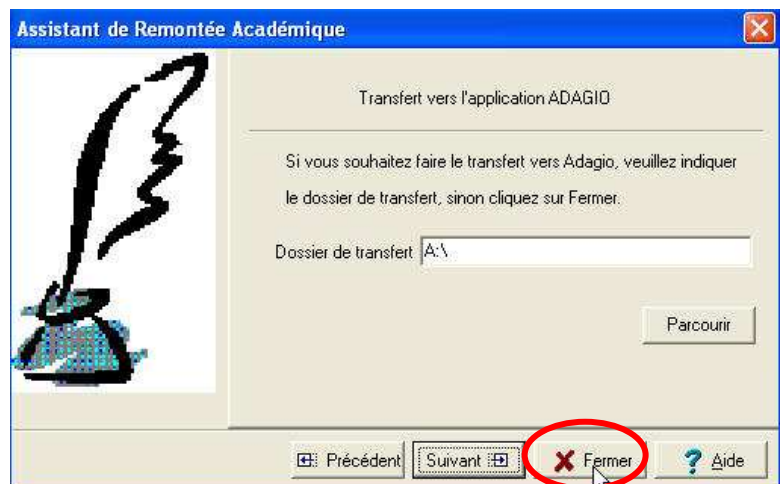 Assistant de Remontée Académique
Transfert vers l'application ADAGIO
Si vous souhaitez faire le transfert vers Adagio, veuillez indiquer
le dossier de transfert, sinon cliquez sur Fermer.
Dossier de transfert A:\
Parcourir
Précédent Suivant Fermer ? Aide